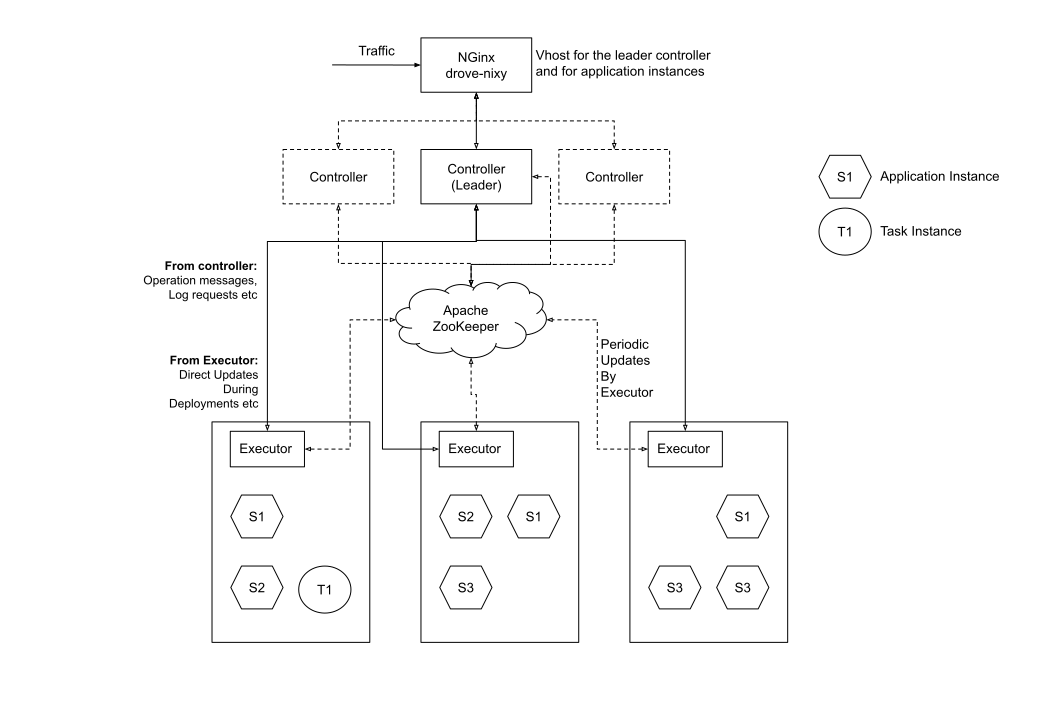 Traffic
NGinx
drove-nixy
Vhost for the leader controller
and for application instances
Controller
Controller
(Leader)
Controller
S1
Application Instance
T1
Task Instance
From controller:
Operation messages,
Log requests etc
Apache
ZooKeeper
From Executor:
Direct Updates
During
Deployments etc
Periodic
Updates
By
Executor
Executor
Executor
Executor
S1
S2
S1
S1
S2
T1
S3
S3
S3